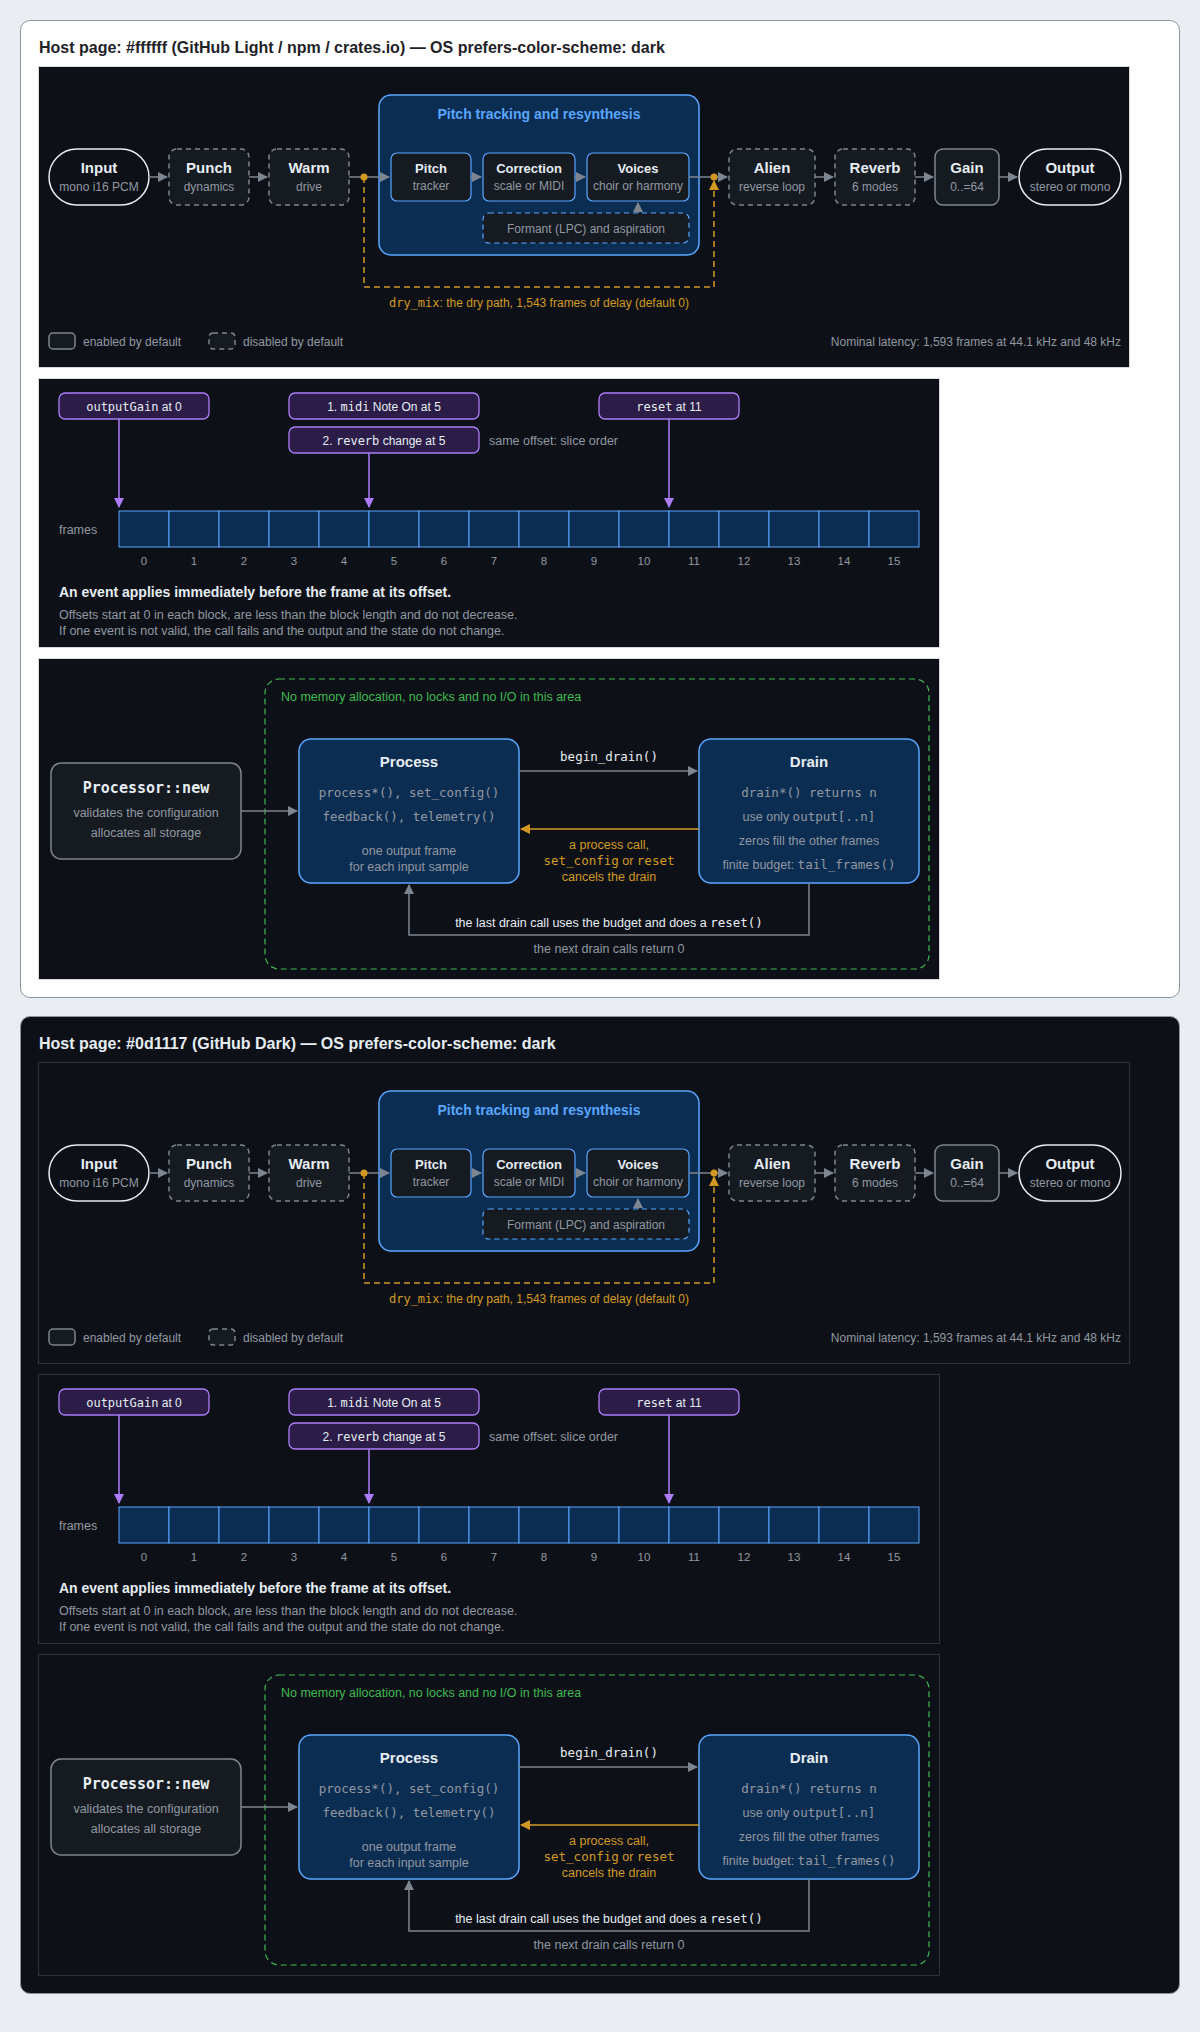 Host page: #ffffff (GitHub Light / npm / crates.io) — OS prefers-color-scheme: dark
Pitch tracking and resynthesis
Input
mono i16 PCM
Punch
dynamics
Warm
drive
Pitch
tracker
Correction
scale or MIDI
Voices
choir or harmony
Alien
reverse loop
Reverb
6 modes
Gain
0..=64
Output
stereo or mono
Formant (LPC) and aspiration
dry_mix: the dry path, 1,543 frames of delay (default 0)
enabled by default
disabled by default
Nominal latency: 1,593 frames at 44.1 kHz and 48 kHz
outputGain at 0
1. midi Note On at 5
reset at 11
2. reverb change at 5
same offset: slice order
frames
0 1 2 3 4 5 6 7 8 9 10 11 12 13 14 15
An event applies immediately before the frame at its offset.
Offsets start at 0 in each block, are less than the block length and do not decrease.
If one event is not valid, the call fails and the output and the state do not change.
No memory allocation, no locks and no I/O in this area
Processor::new
validates the configuration
allocates all storage
Process
process*(), set_config()
feedback(), telemetry()
one output frame
for each input sample
begin_drain()
a process call,
set_config or reset
cancels the drain
Drain
drain*() returns n
use only output[..n]
zeros fill the other frames
finite budget: tail_frames()
the last drain call uses the budget and does a reset()
the next drain calls return 0
Host page: #0d1117 (GitHub Dark) — OS prefers-color-scheme: dark
Pitch tracking and resynthesis
Input
mono i16 PCM
Punch
dynamics
Warm
drive
Pitch
tracker
Correction
scale or MIDI
Voices
choir or harmony
Alien
reverse loop
Reverb
6 modes
Gain
0..=64
Output
stereo or mono
Formant (LPC) and aspiration
dry_mix: the dry path, 1,543 frames of delay (default 0)
enabled by default
disabled by default
Nominal latency: 1,593 frames at 44.1 kHz and 48 kHz
outputGain at 0
1. midi Note On at 5
reset at 11
2. reverb change at 5
same offset: slice order
frames
0 1 2 3 4 5 6 7 8 9 10 11 12 13 14 15
An event applies immediately before the frame at its offset.
Offsets start at 0 in each block, are less than the block length and do not decrease.
If one event is not valid, the call fails and the output and the state do not change.
No memory allocation, no locks and no I/O in this area
Processor::new
validates the configuration
allocates all storage
Process
process*(), set_config()
feedback(), telemetry()
one output frame
for each input sample
begin_drain()
a process call,
set_config or reset
cancels the drain
Drain
drain*() returns n
use only output[..n]
zeros fill the other frames
finite budget: tail_frames()
the last drain call uses the budget and does a reset()
the next drain calls return 0